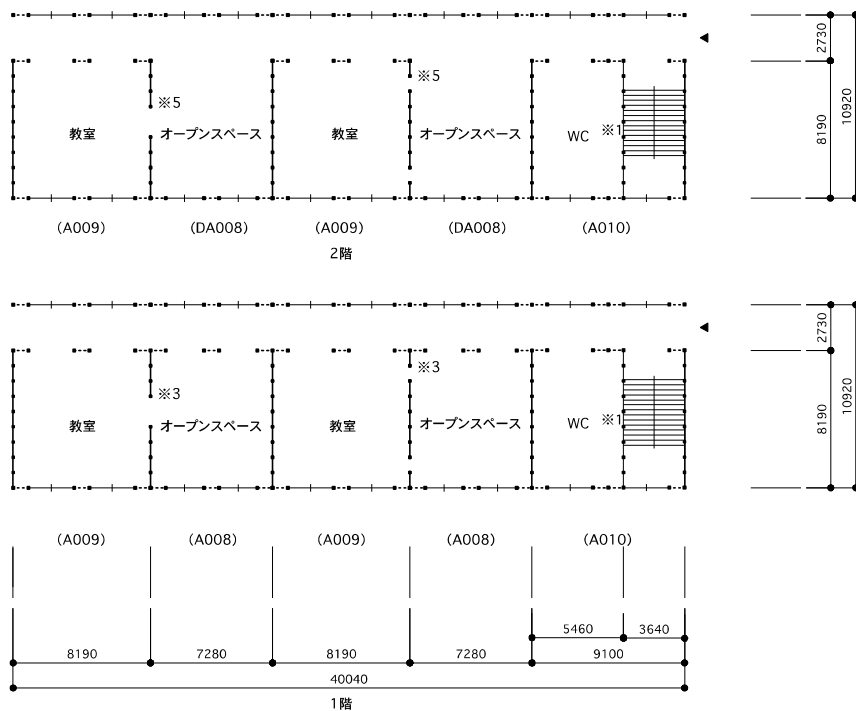 2730
10920
8190
※5
※5
教室
オープンスペース
教室
オープンスペース
WC
※1
(A009)
(DA008)
(A009)
(DA008)
(A010)
2階
2730
10920
8190
※3
※3
教室
オープンスペース
教室
オープンスペース
WC
※1
(A009)
(A008)
(A009)
(A008)
(A010)
5460
3640
8190
7280
8190
7280
9100
40040
1階